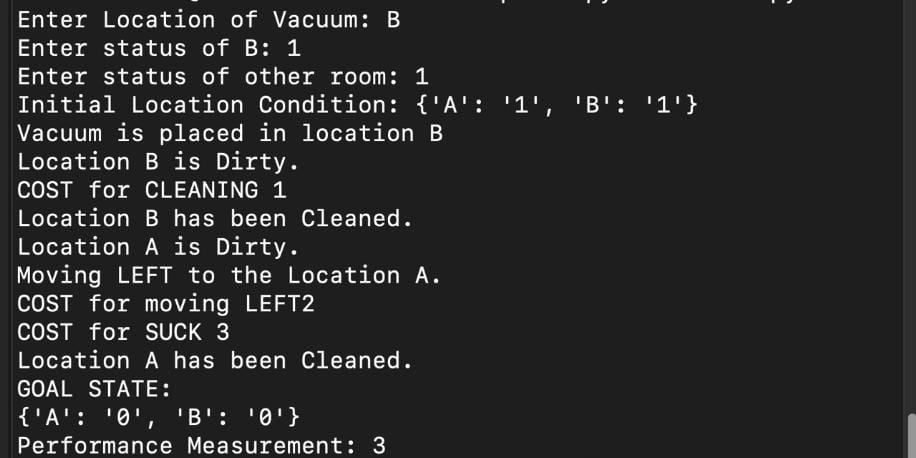 Enter Location of Vacuum: B
Enter status of B: 1
Enter status of other room: 1
Initial Location Condition: {'A': '1', 'B': '1'}
Vacuum is placed in location B
Location B is Dirty.
COST for CLEANING 1
Location B has been Cleaned.
Location A is Dirty.
Moving LEFT to the Location A.
COST for moving LEFT2
COST for SUCK 3
Location A has been Cleaned.
GOAL STATE:
{'A': '0', 'B': '0'}
Performance Measurement: 3